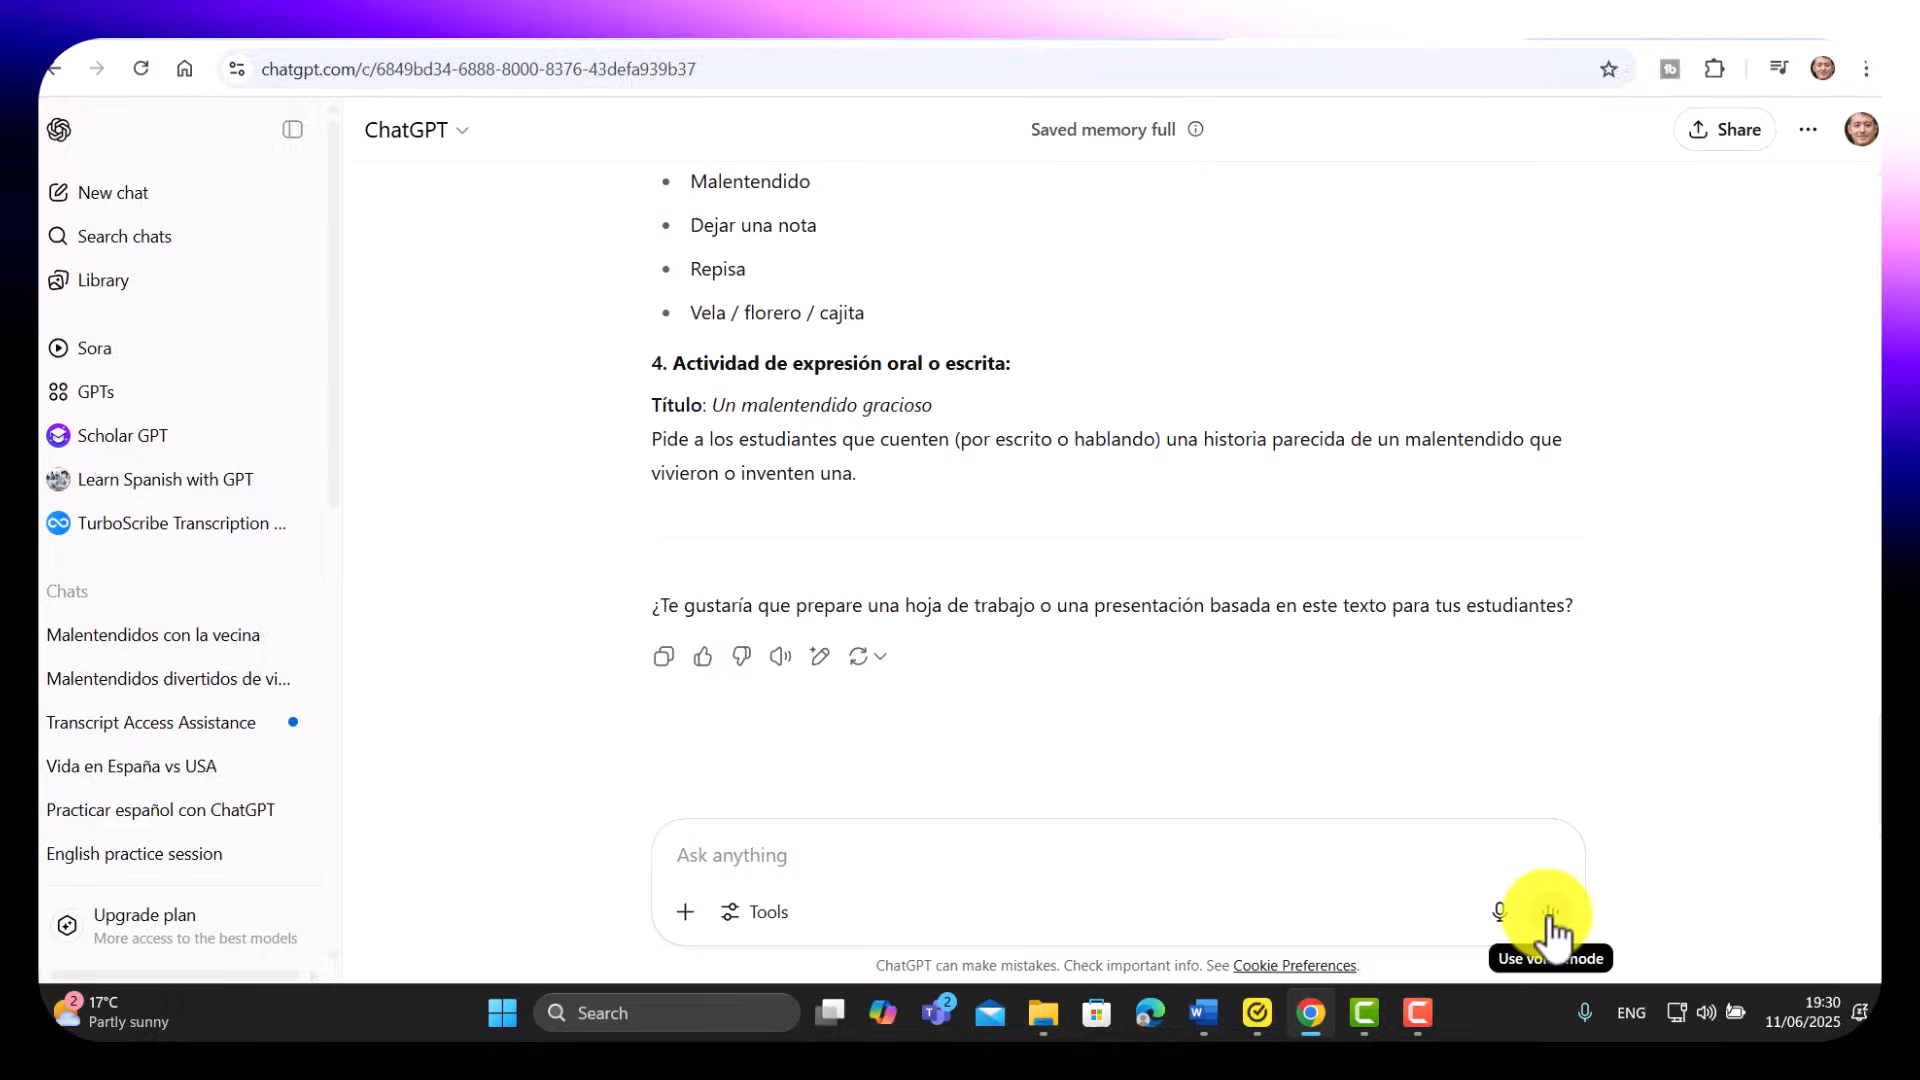 chatgpt.com/c/6849bd34-6888-8000-8376-43defa939b37
ChatGPT
Saved memory full
Share
New chat
Search chats
Library
Sora
GPTs
Scholar GPT
Learn Spanish with GPT
TurboScribe Transcription ...
Chats
Malentendidos con la vecina
Malentendidos divertidos de vi...
Transcript Access Assistance
Vida en España vs USA
Practicar español con ChatGPT
English practice session
Upgrade plan
More access to the best models
Malentendido
Dejar una nota
Repisa
Vela / florero / cajita
4. Actividad de expresión oral o escrita:
Título: Un malentendido gracioso
Pide a los estudiantes que cuenten (por escrito o hablando) una historia parecida de un malentendido que
vivieron o inventen una.
¿Te gustaría que prepare una hoja de trabajo o una presentación basada en este texto para tus estudiantes?
Ask anything
Tools
Use voice mode
ChatGPT can make mistakes. Check important info. See Cookie Preferences.
2
17°C
Partly sunny
Search
2
ENG
19:30
11/06/2025